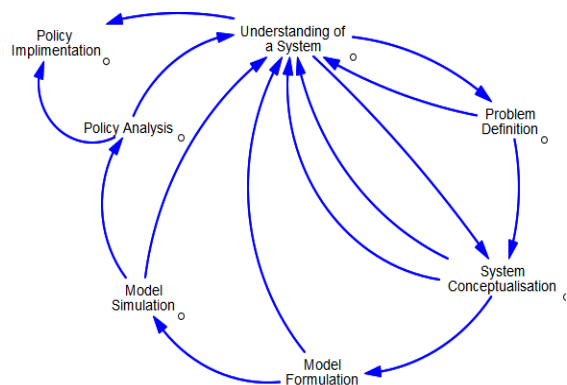 Understanding of
a System
Policy
Implimentation
Problem
Definition
Policy Analysis
System
Conceptualisation
Model
Simulation
Model
Formulation